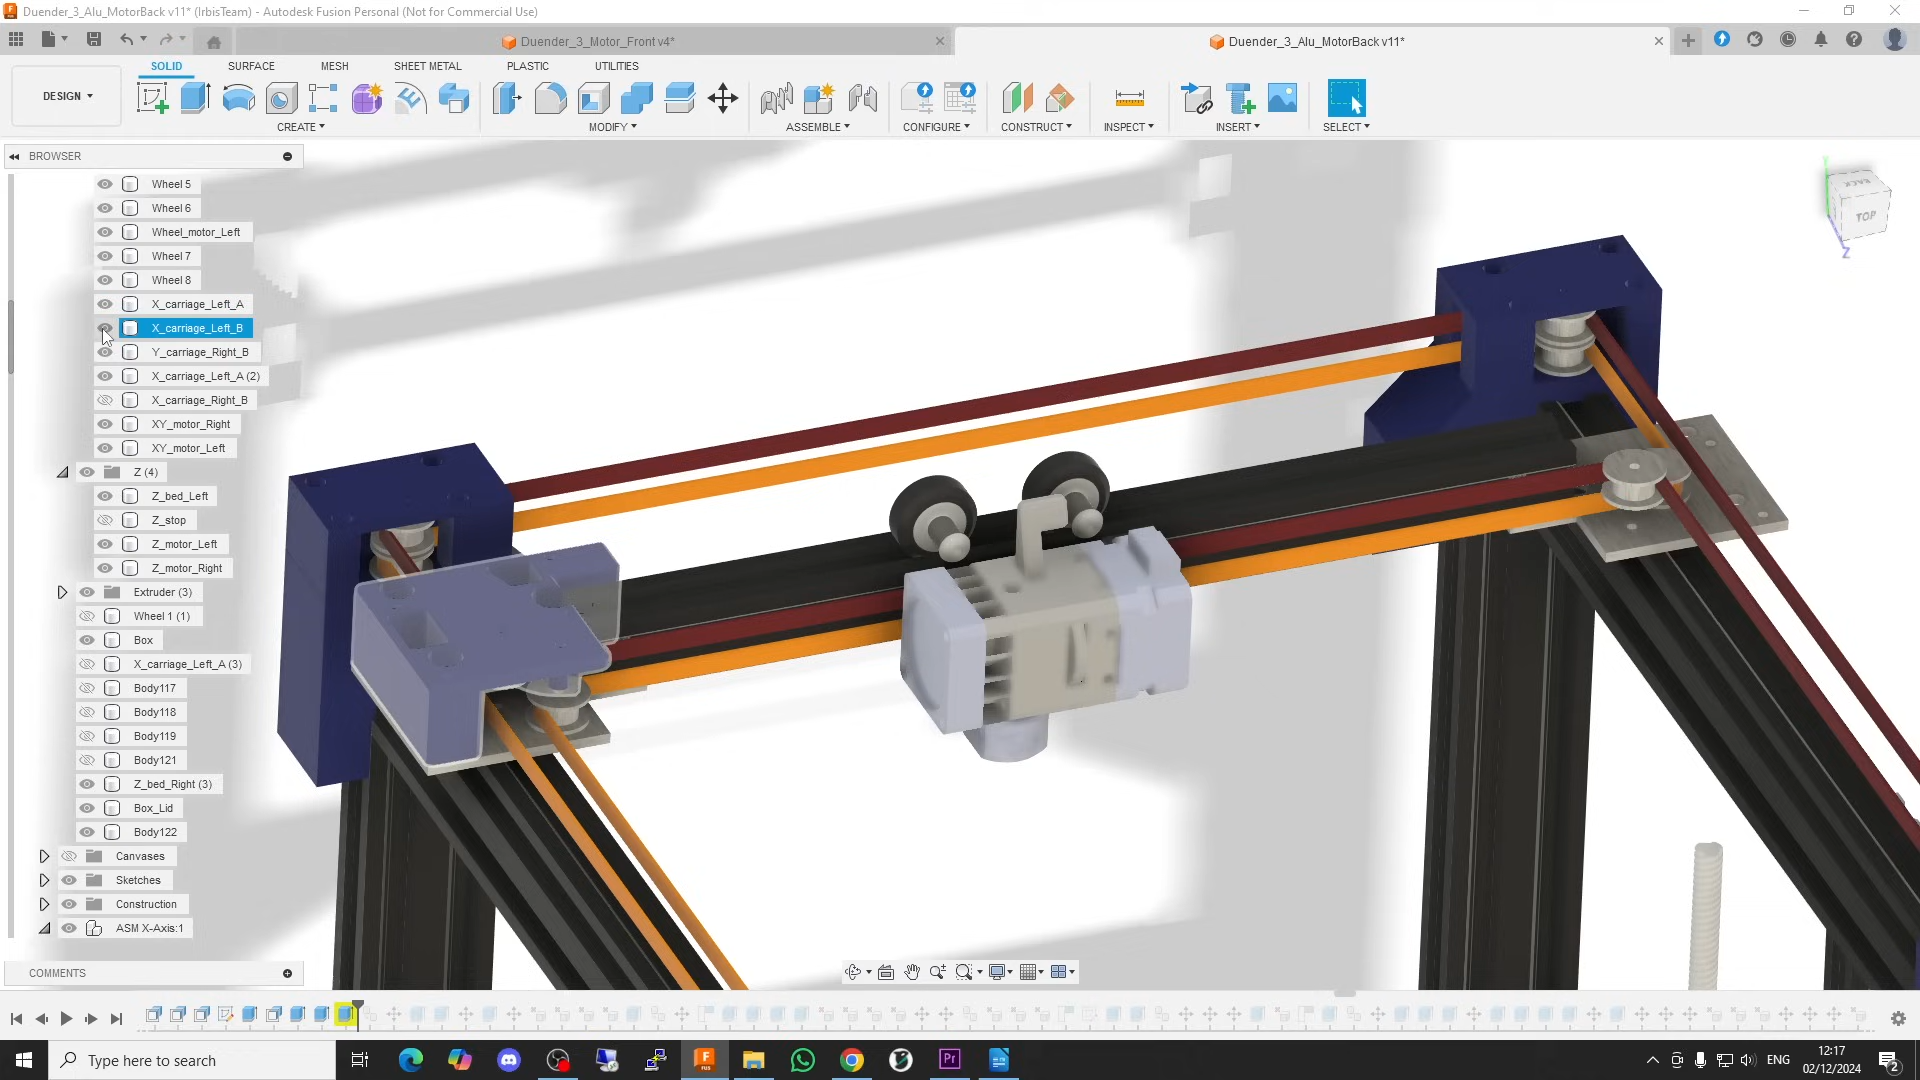 Duender_3_Alu_MotorBack v11* (IrbisTeam) - Autodesk Fusion Personal (Not for Commercial Use)
Duender_3_Motor_Front v4*
Duender_3_Alu_MotorBack v11*
SOLID
SURFACE
MESH
SHEET METAL
PLASTIC
UTILITIES
DESIGN
CREATE
MODIFY
ASSEMBLE
CONFIGURE
CONSTRUCT
INSPECT
INSERT
SELECT
BROWSER
Wheel 5
Wheel 6
Wheel_motor_Left
Wheel 7
Wheel 8
X_carriage_Left_A
X_carriage_Left_B
Y_carriage_Right_B
X_carriage_Left_A (2)
X_carriage_Right_B
XY_motor_Right
XY_motor_Left
Z (4)
Z_bed_Left
Z_stop
Z_motor_Left
Z_motor_Right
Extruder (3)
Wheel 1 (1)
Box
X_carriage_Left_A (3)
Body117
Body118
Body119
Body121
Z_bed_Right (3)
Box_Lid
Body122
Canvases
Sketches
Construction
ASM X-Axis:1
COMMENTS
BACK
TOP
Y
Z
Type here to search
ENG
12:17
02/12/2024
2